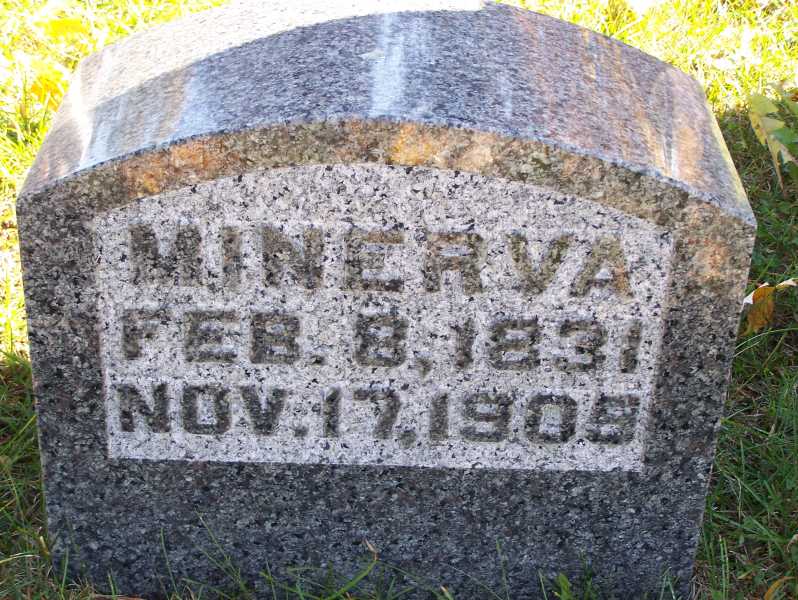 MINERVA
FEB. 8, 1831
NOV. 17, 1905